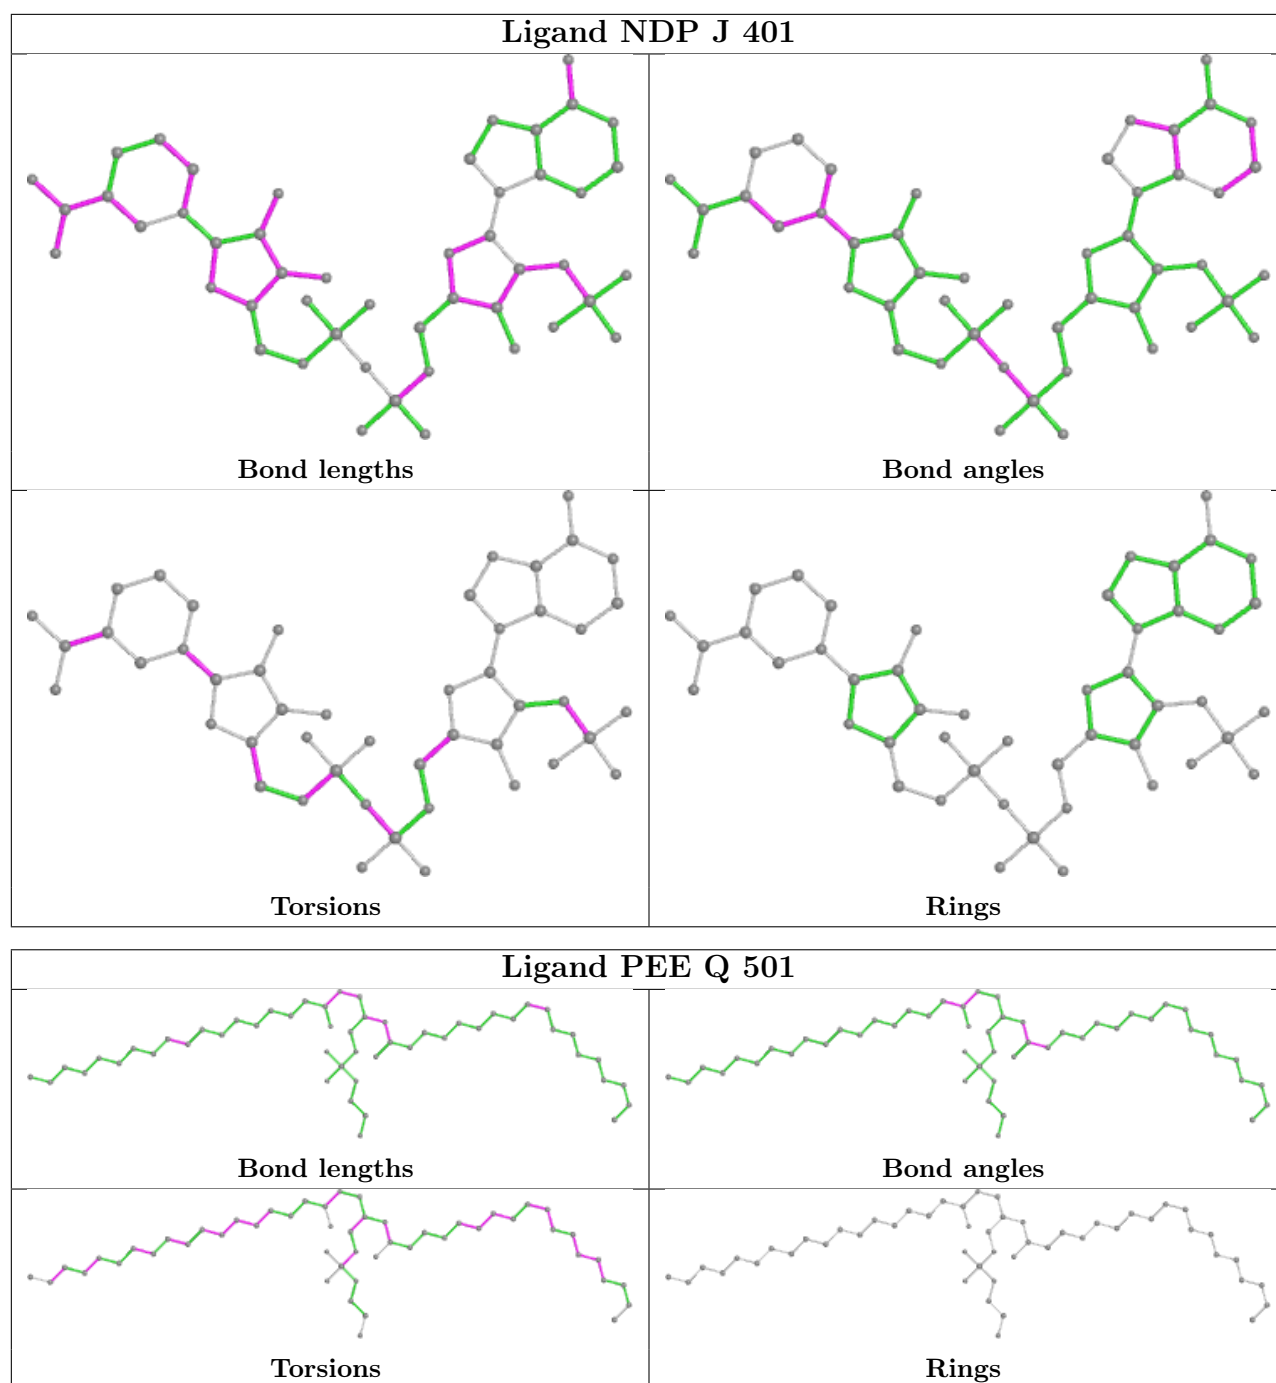 Ligand NDP J 401
Bond lengths
Bond angles
Torsions
Rings
Ligand PEE Q 501
Bond lengths
Bond angles
Torsions
Rings